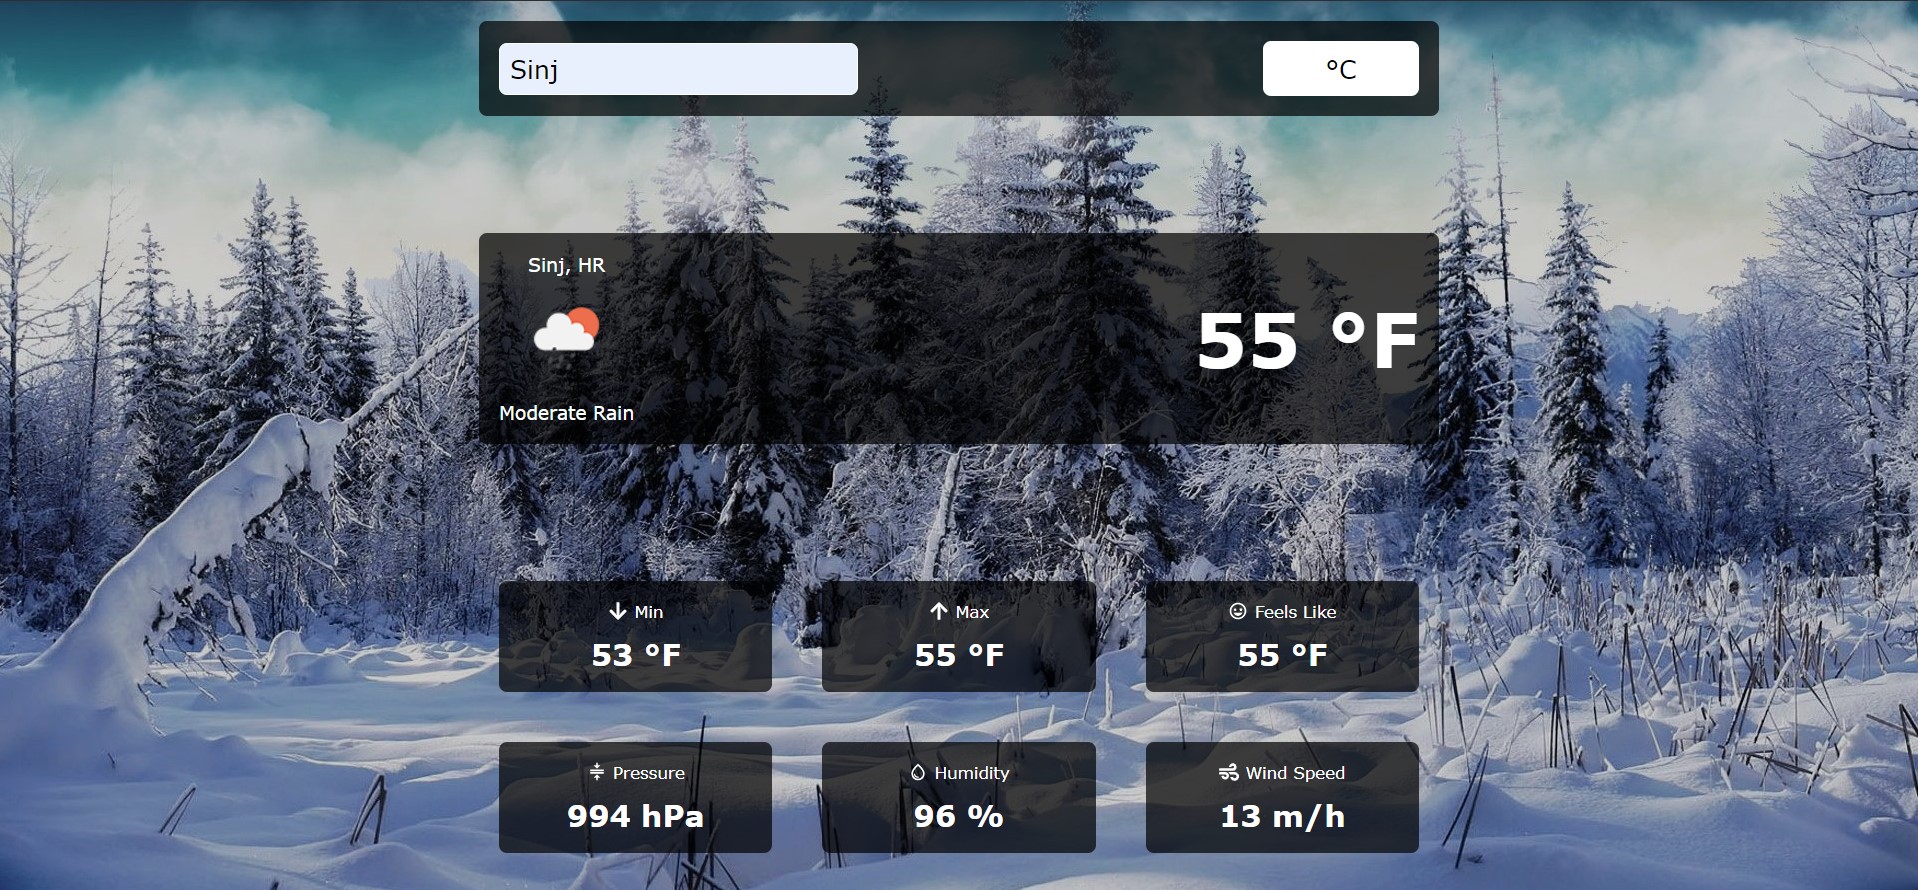 Sinj
°C
Sinj, HR
55 °F
Moderate Rain
Min
53 °F
Max
55 °F
Feels Like
55 °F
Pressure
994 hPa
Humidity
96 %
Wind Speed
13 m/h